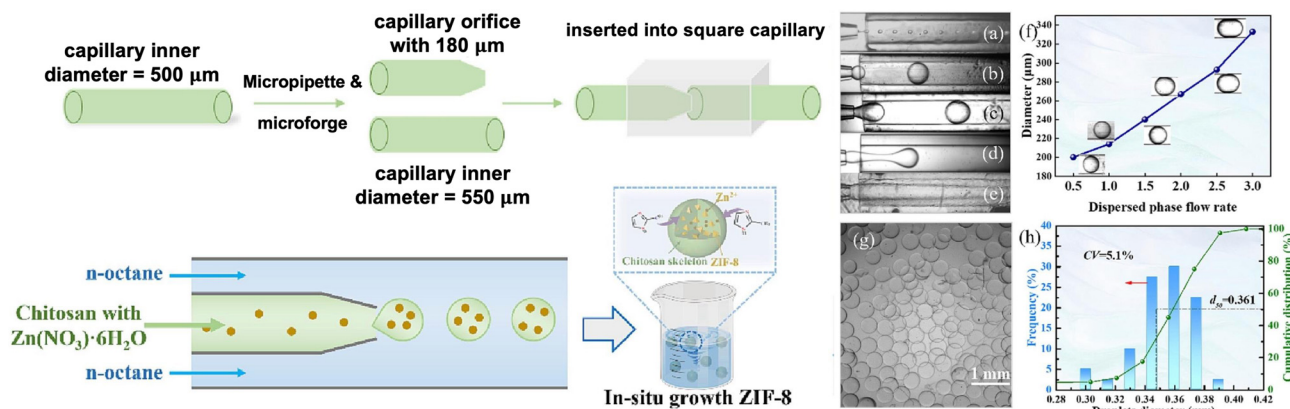 capillary inner
diameter = 500 μm
Micropipette &
microforge
capillary orifice
with 180 μm
capillary inner
diameter = 550 μm
inserted into square capillary
n-octane
Chitosan with
Zn(NO₃)·6H₂O
n-octane
Zn²⁺
Chitosan skeleton
ZIF-8
In-situ growth ZIF-8
(a)
(b)
(c)
(d)
(e)
(f)
Diameter (μm)
340
320
300
280
260
240
220
200
180
0.5 1.0 1.5 2.0 2.5 3.0
Dispersed phase flow rate
(g)
1 mm
(h)
CV=5.1%
d₅₀=0.361
Frequency (%)
40
35
30
25
20
15
10
5
0
Cumulative distribution (%)
100
80
60
40
20
0
0.28 0.30 0.32 0.34 0.36 0.38 0.40 0.42